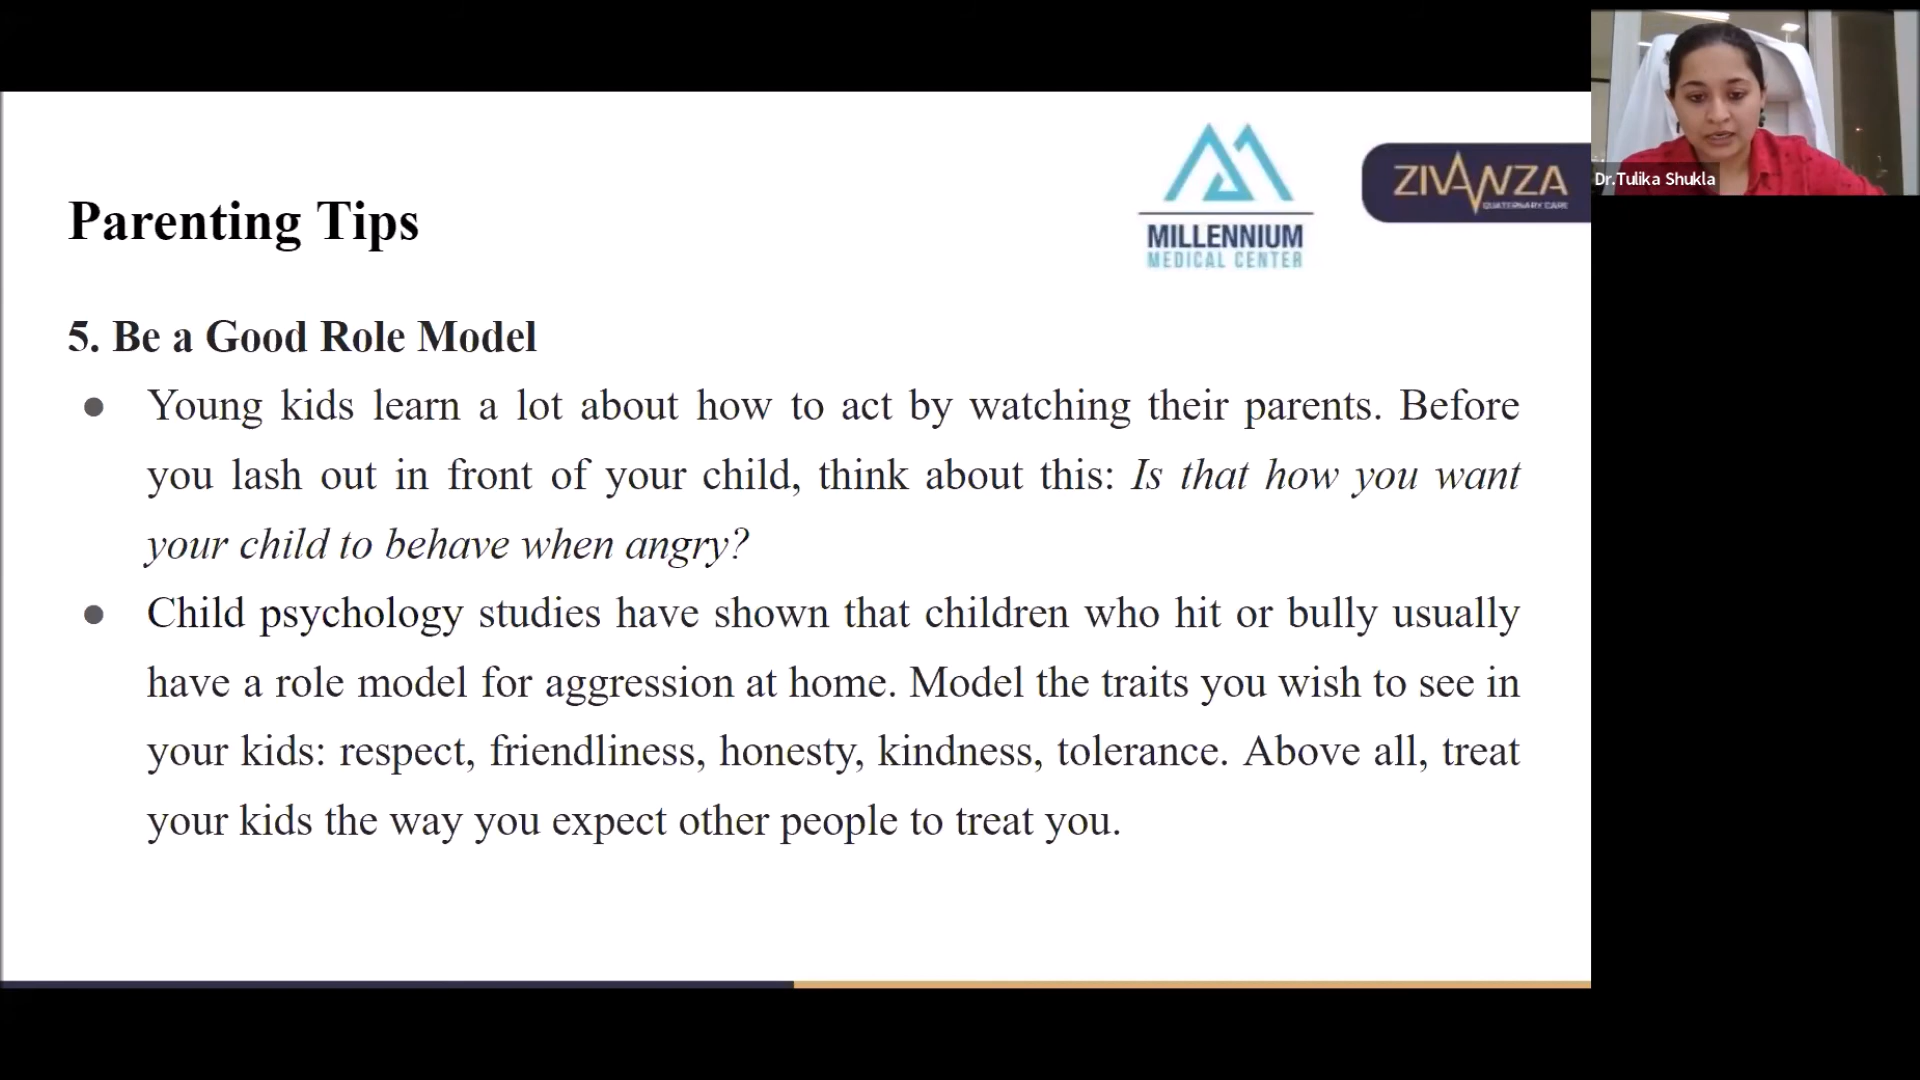 MILLENNIUM
MEDICAL CENTER
ZIVANZA
QUATERNARY CARE
Dr.Tulika Shukla
Parenting Tips
5. Be a Good Role Model
● Young kids learn a lot about how to act by watching their parents. Before
you lash out in front of your child, think about this: Is that how you want
your child to behave when angry?
● Child psychology studies have shown that children who hit or bully usually
have a role model for aggression at home. Model the traits you wish to see in
your kids: respect, friendliness, honesty, kindness, tolerance. Above all, treat
your kids the way you expect other people to treat you.